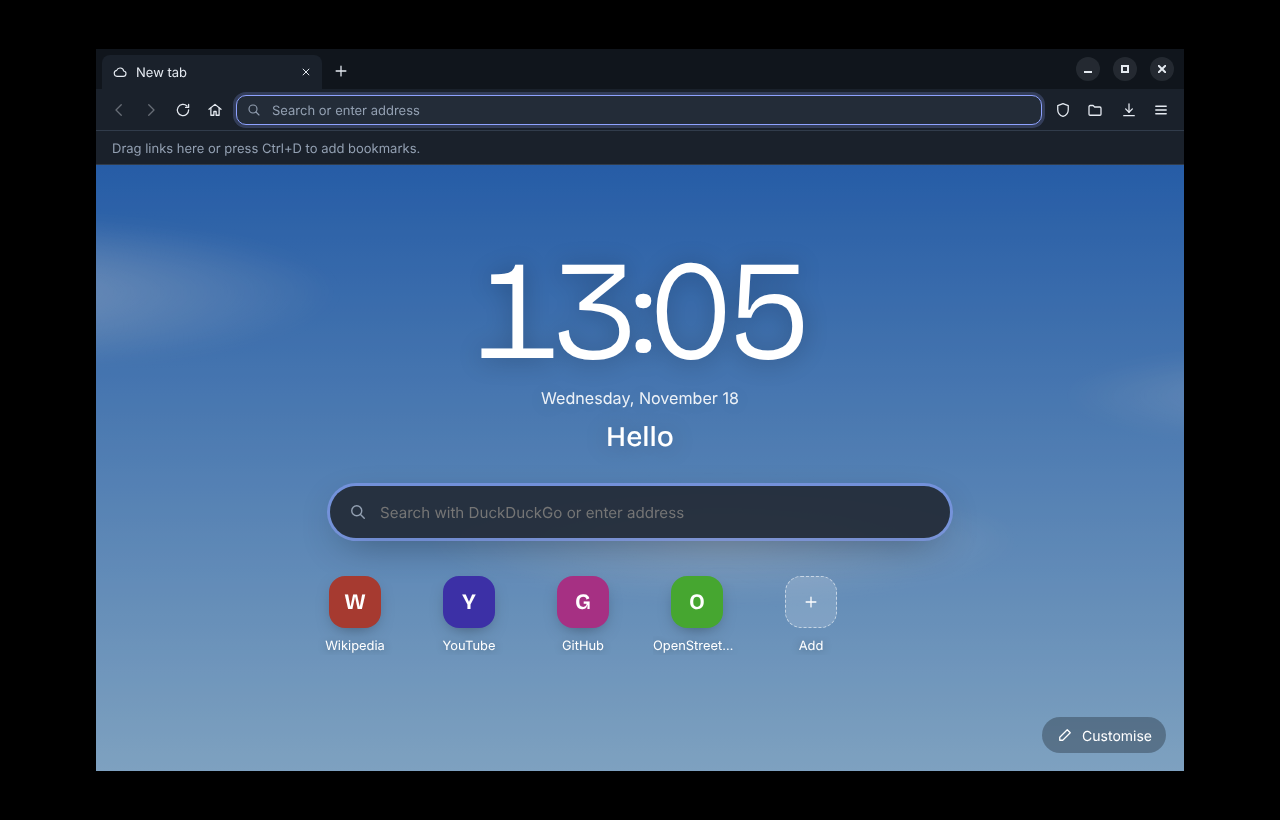 New tab
Search or enter address
Drag links here or press Ctrl+D to add bookmarks.
13:05
Wednesday, November 18
Hello
Search with DuckDuckGo or enter address
W Y G O
Wikipedia YouTube GitHub OpenStreet... Add
Customise